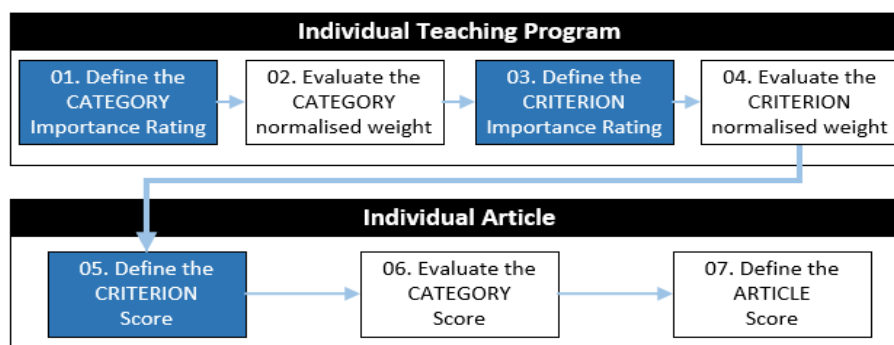 Individual Teaching Program
01. Define the
CATEGORY
Importance Rating
02. Evaluate the
CATEGORY
normalised weight
03. Define the
CRITERION
Importance Rating
04. Evaluate the
CRITERION
normalised weight
Individual Article
05. Define the
CRITERION
Score
06. Evaluate the
CATEGORY
Score
07. Define the
ARTICLE
Score